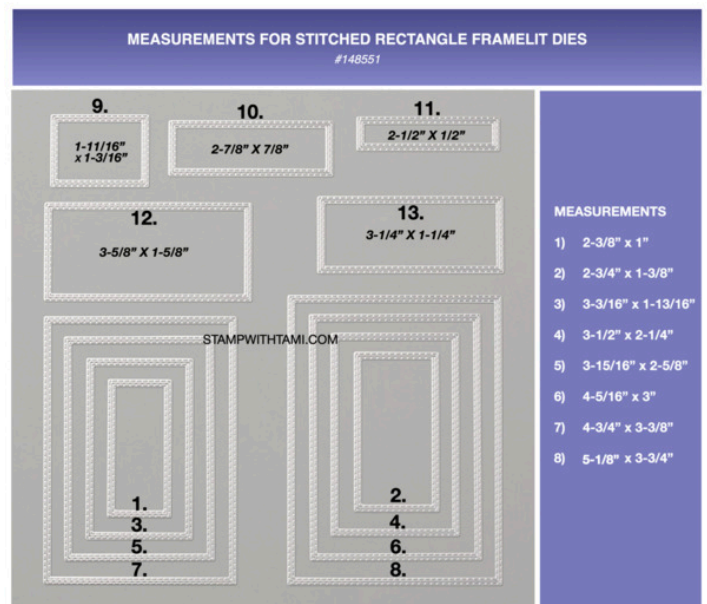 MEASUREMENTS FOR STITCHED RECTANGLE FRAMELIT DIES
#148551
9.
1-11/16”
x 1-3/16”
10.
2-7/8” X 7/8”
11.
2-1/2” X 1/2”
12.
3-5/8” X 1-5/8”
13.
3-1/4” X 1-1/4”
STAMPWITHTAMI.COM
1.
3.
5.
7.
2.
4.
6.
8.
MEASUREMENTS
1) 2-3/8” x 1”
2) 2-3/4” x 1-3/8”
3) 3-3/16” x 1-13/16”
4) 3-1/2” x 2-1/4”
5) 3-15/16” x 2-5/8”
6) 4-5/16” x 3”
7) 4-3/4” x 3-3/8”
8) 5-1/8” x 3-3/4”